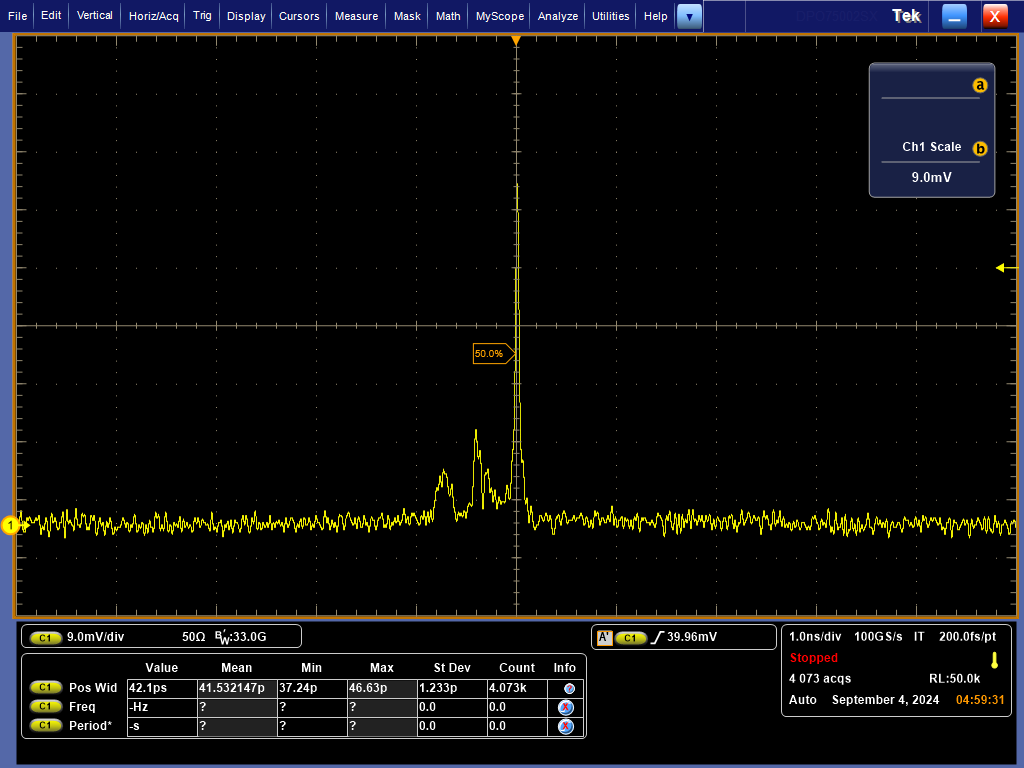 File Edit Vertical Horiz/Acq Trig Display Cursors Measure Mask Math MyScope Analyze Utilities Help Tek X
a
Ch1 Scale b
9.0mV
50.0%
1
C1 9.0mV/div 50Ω BW:33.0G
A' C1 39.96mV
1.0ns/div 100GS/s IT 200.0fs/pt
Stopped
4 073 acqs RL:50.0k
Auto September 4, 2024 04:59:31
Value Mean Min Max St Dev Count Info
C1 Pos Wid 42.1ps 41.532147p 37.24p 46.63p 1.233p 4.073k
C1 Freq -Hz ? ? ? 0.0 0.0
C1 Period* -s ? ? ? 0.0 0.0